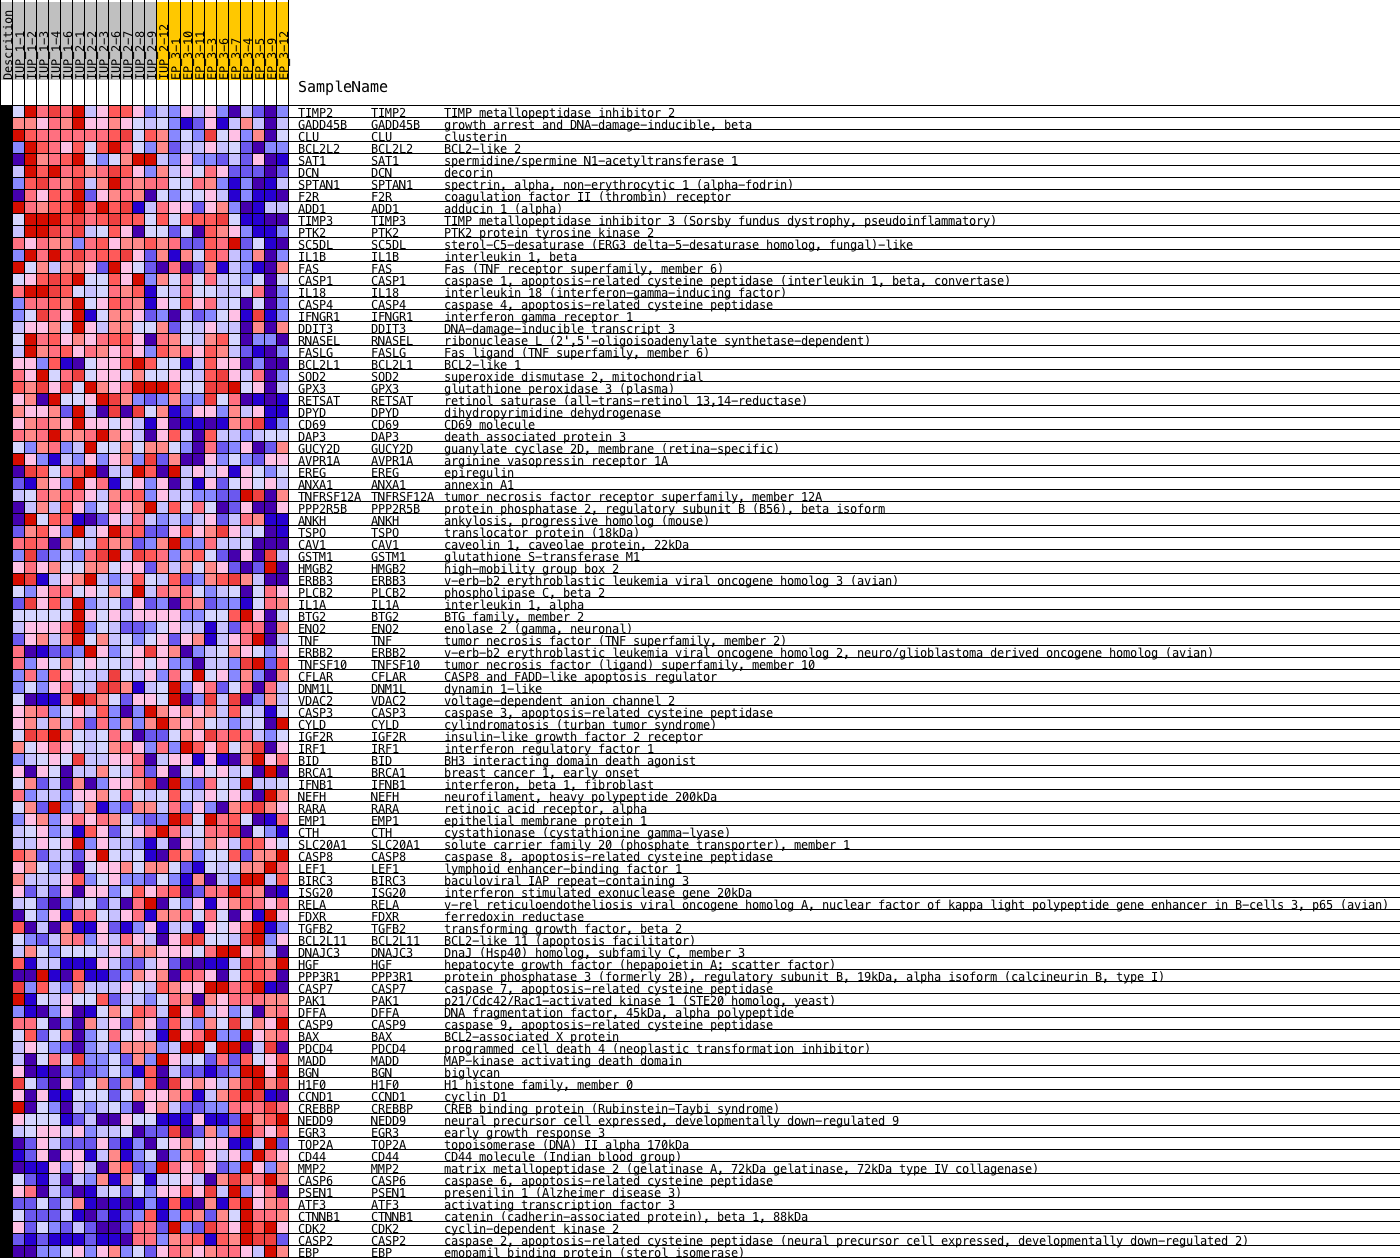 Descrition
IUP_1-1
IUP_1-2
IUP_1-3
IUP_1-4
IUP_1-6
IUP_2-1
IUP_2-2
IUP_2-3
IUP_2-6
IUP_2-7
IUP_2-8
IUP_2-9
IUP_2-12
EP_3-1
EP_3-10
EP_3-11
EP_3-3
EP_3-6
EP_3-7
EP_3-4
EP_3-5
EP_3-9
EP_3-12
SampleName
TIMP2 TIMP2 TIMP metallopeptidase inhibitor 2
GADD45B GADD45B growth arrest and DNA-damage-inducible, beta
CLU CLU clusterin
BCL2L2 BCL2L2 BCL2-like 2
SAT1 SAT1 spermidine/spermine N1-acetyltransferase 1
DCN DCN decorin
SPTAN1 SPTAN1 spectrin, alpha, non-erythrocytic 1 (alpha-fodrin)
F2R F2R coagulation factor II (thrombin) receptor
ADD1 ADD1 adducin 1 (alpha)
TIMP3 TIMP3 TIMP metallopeptidase inhibitor 3 (Sorsby fundus dystrophy, pseudoinflammatory)
PTK2 PTK2 PTK2 protein tyrosine kinase 2
SC5DL SC5DL sterol-C5-desaturase (ERG3 delta-5-desaturase homolog, fungal)-like
IL1B IL1B interleukin 1, beta
FAS FAS Fas (TNF receptor superfamily, member 6)
CASP1 CASP1 caspase 1, apoptosis-related cysteine peptidase (interleukin 1, beta, convertase)
IL18 IL18 interleukin 18 (interferon-gamma-inducing factor)
CASP4 CASP4 caspase 4, apoptosis-related cysteine peptidase
IFNGR1 IFNGR1 interferon gamma receptor 1
DDIT3 DDIT3 DNA-damage-inducible transcript 3
RNASEL RNASEL ribonuclease L (2',5'-oligoisoadenylate synthetase-dependent)
FASLG FASLG Fas ligand (TNF superfamily, member 6)
BCL2L1 BCL2L1 BCL2-like 1
SOD2 SOD2 superoxide dismutase 2, mitochondrial
GPX3 GPX3 glutathione peroxidase 3 (plasma)
RETSAT RETSAT retinol saturase (all-trans-retinol 13,14-reductase)
DPYD DPYD dihydropyrimidine dehydrogenase
CD69 CD69 CD69 molecule
DAP3 DAP3 death associated protein 3
GUCY2D GUCY2D guanylate cyclase 2D, membrane (retina-specific)
AVPR1A AVPR1A arginine vasopressin receptor 1A
EREG EREG epiregulin
ANXA1 ANXA1 annexin A1
TNFRSF12A TNFRSF12A tumor necrosis factor receptor superfamily, member 12A
PPP2R5B PPP2R5B protein phosphatase 2, regulatory subunit B (B56), beta isoform
ANKH ANKH ankylosis, progressive homolog (mouse)
TSPO TSPO translocator protein (18kDa)
CAV1 CAV1 caveolin 1, caveolae protein, 22kDa
GSTM1 GSTM1 glutathione S-transferase M1
HMGB2 HMGB2 high-mobility group box 2
ERBB3 ERBB3 v-erb-b2 erythroblastic leukemia viral oncogene homolog 3 (avian)
PLCB2 PLCB2 phospholipase C, beta 2
IL1A IL1A interleukin 1, alpha
BTG2 BTG2 BTG family, member 2
ENO2 ENO2 enolase 2 (gamma, neuronal)
TNF TNF tumor necrosis factor (TNF superfamily, member 2)
ERBB2 ERBB2 v-erb-b2 erythroblastic leukemia viral oncogene homolog 2, neuro/glioblastoma derived oncogene homolog (avian)
TNFSF10 TNFSF10 tumor necrosis factor (ligand) superfamily, member 10
CFLAR CFLAR CASP8 and FADD-like apoptosis regulator
DNM1L DNM1L dynamin 1-like
VDAC2 VDAC2 voltage-dependent anion channel 2
CASP3 CASP3 caspase 3, apoptosis-related cysteine peptidase
CYLD CYLD cylindromatosis (turban tumor syndrome)
IGF2R IGF2R insulin-like growth factor 2 receptor
IRF1 IRF1 interferon regulatory factor 1
BID BID BH3 interacting domain death agonist
BRCA1 BRCA1 breast cancer 1, early onset
IFNB1 IFNB1 interferon, beta 1, fibroblast
NEFH NEFH neurofilament, heavy polypeptide 200kDa
RARA RARA retinoic acid receptor, alpha
EMP1 EMP1 epithelial membrane protein 1
CTH CTH cystathionase (cystathionine gamma-lyase)
SLC20A1 SLC20A1 solute carrier family 20 (phosphate transporter), member 1
CASP8 CASP8 caspase 8, apoptosis-related cysteine peptidase
LEF1 LEF1 lymphoid enhancer-binding factor 1
BIRC3 BIRC3 baculoviral IAP repeat-containing 3
ISG20 ISG20 interferon stimulated exonuclease gene 20kDa
RELA RELA v-rel reticuloendotheliosis viral oncogene homolog A, nuclear factor of kappa light polypeptide gene enhancer in B-cells 3, p65 (avian)
FDXR FDXR ferredoxin reductase
TGFB2 TGFB2 transforming growth factor, beta 2
BCL2L11 BCL2L11 BCL2-like 11 (apoptosis facilitator)
DNAJC3 DNAJC3 DnaJ (Hsp40) homolog, subfamily C, member 3
HGF HGF hepatocyte growth factor (hepapoietin A; scatter factor)
PPP3R1 PPP3R1 protein phosphatase 3 (formerly 2B), regulatory subunit B, 19kDa, alpha isoform (calcineurin B, type I)
CASP7 CASP7 caspase 7, apoptosis-related cysteine peptidase
PAK1 PAK1 p21/Cdc42/Rac1-activated kinase 1 (STE20 homolog, yeast)
DFFA DFFA DNA fragmentation factor, 45kDa, alpha polypeptide
CASP9 CASP9 caspase 9, apoptosis-related cysteine peptidase
BAX BAX BCL2-associated X protein
PDCD4 PDCD4 programmed cell death 4 (neoplastic transformation inhibitor)
MADD MADD MAP-kinase activating death domain
BGN BGN biglycan
H1F0 H1F0 H1 histone family, member 0
CCND1 CCND1 cyclin D1
CREBBP CREBBP CREB binding protein (Rubinstein-Taybi syndrome)
NEDD9 NEDD9 neural precursor cell expressed, developmentally down-regulated 9
EGR3 EGR3 early growth response 3
TOP2A TOP2A topoisomerase (DNA) II alpha 170kDa
CD44 CD44 CD44 molecule (Indian blood group)
MMP2 MMP2 matrix metallopeptidase 2 (gelatinase A, 72kDa gelatinase, 72kDa type IV collagenase)
CASP6 CASP6 caspase 6, apoptosis-related cysteine peptidase
PSEN1 PSEN1 presenilin 1 (Alzheimer disease 3)
ATF3 ATF3 activating transcription factor 3
CTNNB1 CTNNB1 catenin (cadherin-associated protein), beta 1, 88kDa
CDK2 CDK2 cyclin-dependent kinase 2
CASP2 CASP2 caspase 2, apoptosis-related cysteine peptidase (neural precursor cell expressed, developmentally down-regulated 2)
EBP EBP emopamil binding protein (sterol isomerase)